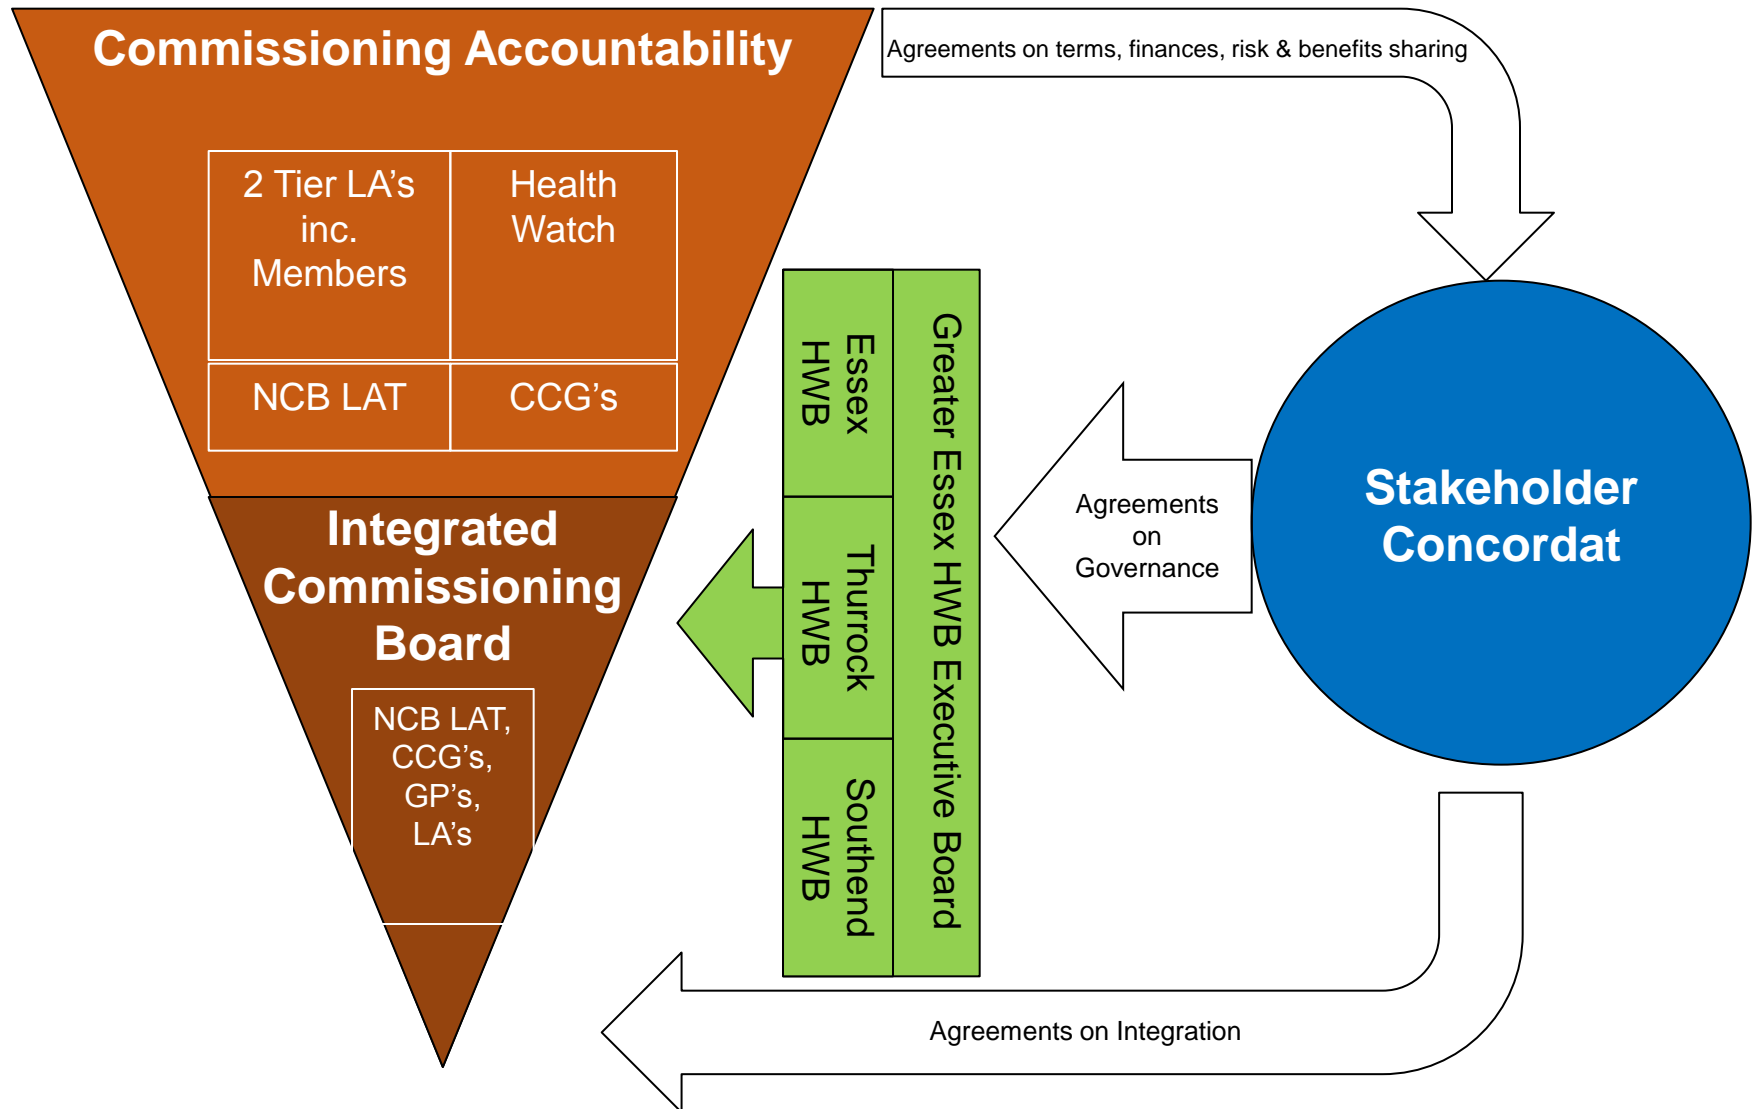 Commissioning Accountability
Agreements on terms, finances, risk & benefits sharing
2 Tier LA’s
inc.
Members
Health
Watch
NCB LAT
CCG’s
Integrated
Commissioning
Board
NCB LAT,
CCG’s,
GP’s,
LA’s
Essex
HWB
Thurrock
HWB
Southend
HWB
Greater Essex HWB Executive Board
Agreements
on
Governance
Stakeholder
Concordat
Agreements on Integration